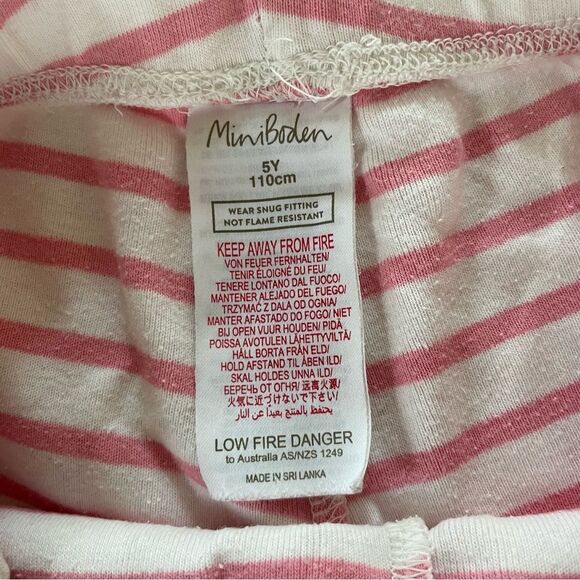 MiniBoden
5Y
110cm
WEAR SNUG FITTING
NOT FLAME RESISTANT
KEEP AWAY FROM FIRE
VON FEUER FERNHALTEN/
TENIR ÉLOIGNÉ DU FEU/
TENERE LONTANO DAL FUOCO/
MANTENER ALEJADO DEL FUEGO/
TRZYMAĆ Z DALA OD OGNIA/
MANTER AFASTADO DO FOGO/ NIET
BIJ OPEN VUUR HOUDEN/ PIDÄ
POISSA AVOTULEN LÄHETTYVILTÄ/
HÅLL BORTA FRÅN ELD/
HOLD AFSTAND TIL ÅBEN ILD/
SKAL HOLDES UNNA ILD/
БЕРЕЧЬ ОТ ОГНЯ/ 远离火源/
火気に近づけないで下さい/
يحتفظ بالمنتج بعيدا عن النار
LOW FIRE DANGER
to Australia AS/NZS 1249
MADE IN SRI LANKA